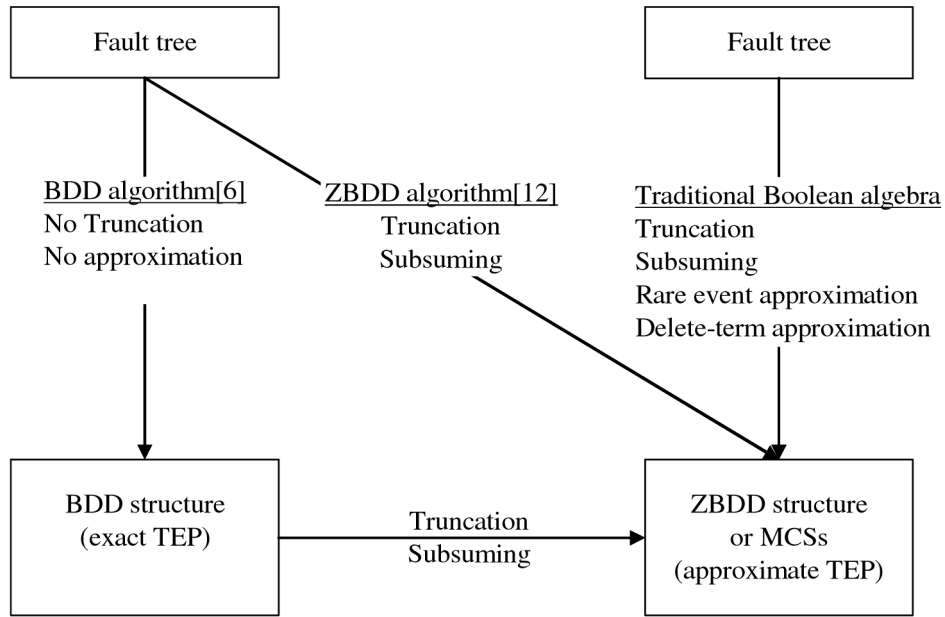 Fault tree
Fault tree
BDD algorithm[6]
No Truncation
No approximation
ZBDD algorithm[12]
Truncation
Subsuming
Traditional Boolean algebra
Truncation
Subsuming
Rare event approximation
Delete-term approximation
BDD structure
(exact TEP)
Truncation
Subsuming
ZBDD structure
or MCSs
(approximate TEP)